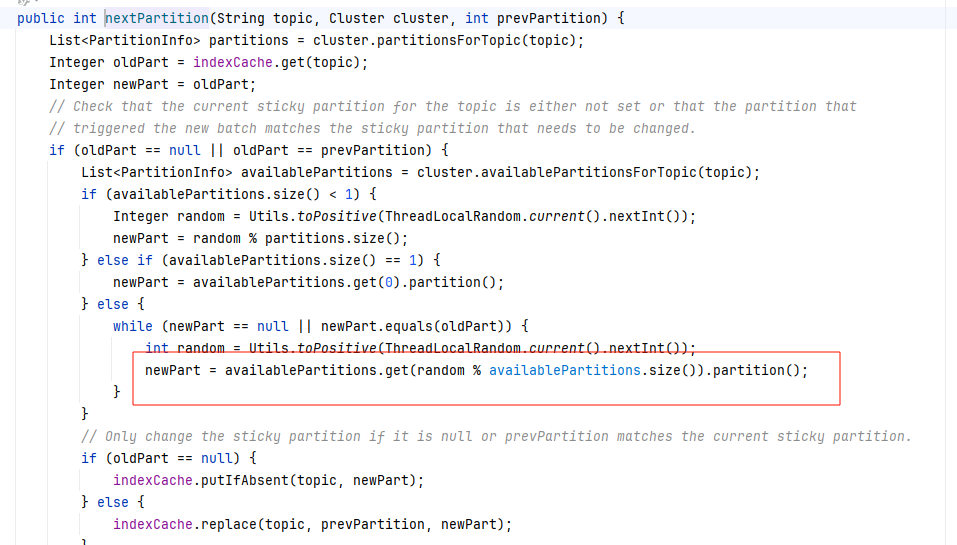 public int nextPartition(String topic, Cluster cluster, int prevPartition) {
List<PartitionInfo> partitions = cluster.partitionsForTopic(topic);
Integer oldPart = indexCache.get(topic);
Integer newPart = oldPart;
// Check that the current sticky partition for the topic is either not set or that the partition that
// triggered the new batch matches the sticky partition that needs to be changed.
if (oldPart == null || oldPart == prevPartition) {
List<PartitionInfo> availablePartitions = cluster.availablePartitionsForTopic(topic);
if (availablePartitions.size() < 1) {
Integer random = Utils.toPositive(ThreadLocalRandom.current().nextInt());
newPart = random % partitions.size();
} else if (availablePartitions.size() == 1) {
newPart = availablePartitions.get(0).partition();
} else {
while (newPart == null || newPart.equals(oldPart)) {
int random = Utils.toPositive(ThreadLocalRandom.current().nextInt());
newPart = availablePartitions.get(random % availablePartitions.size()).partition();
}
}
// Only change the sticky partition if it is null or prevPartition matches the current sticky partition.
if (oldPart == null) {
indexCache.putIfAbsent(topic, newPart);
} else {
indexCache.replace(topic, prevPartition, newPart);
}